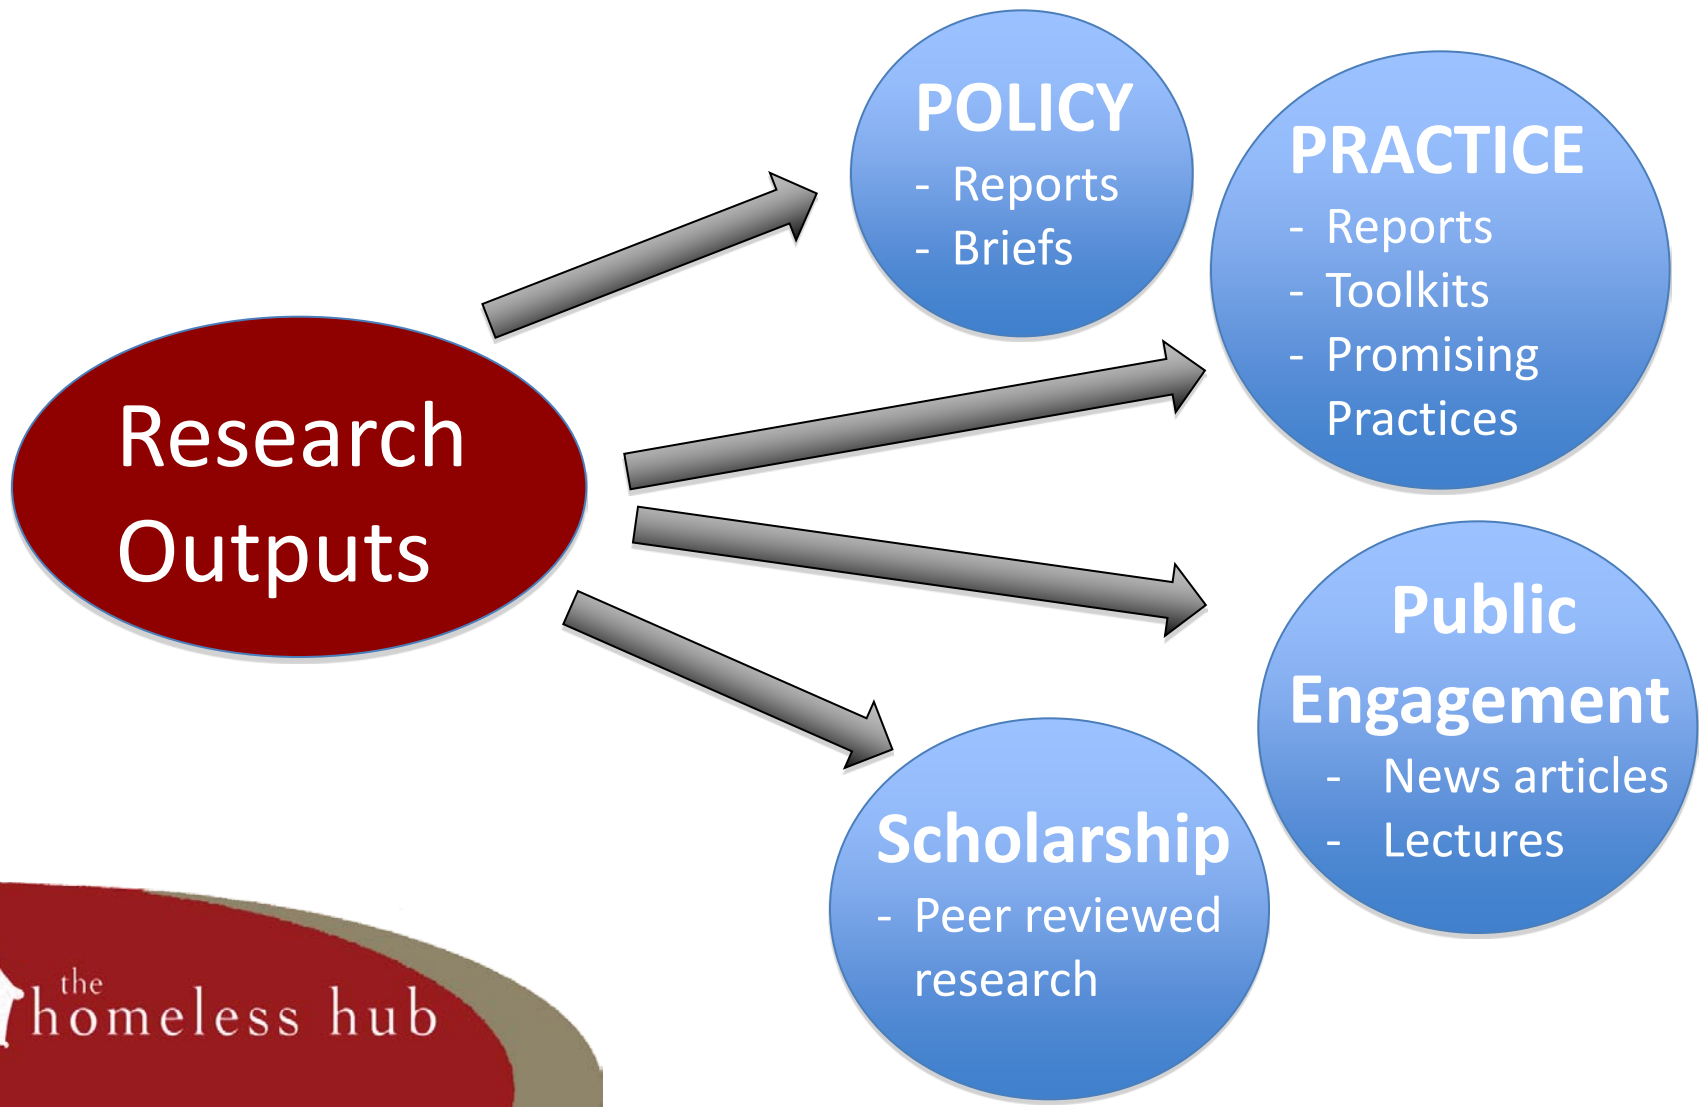 POLICY
- Reports
- Briefs
PRACTICE
- Reports
- Toolkits
- Promising
Practices
Research
Outputs
Public
Engagement
- News articles
- Lectures
Scholarship
- Peer reviewed
research
the
homeless hub